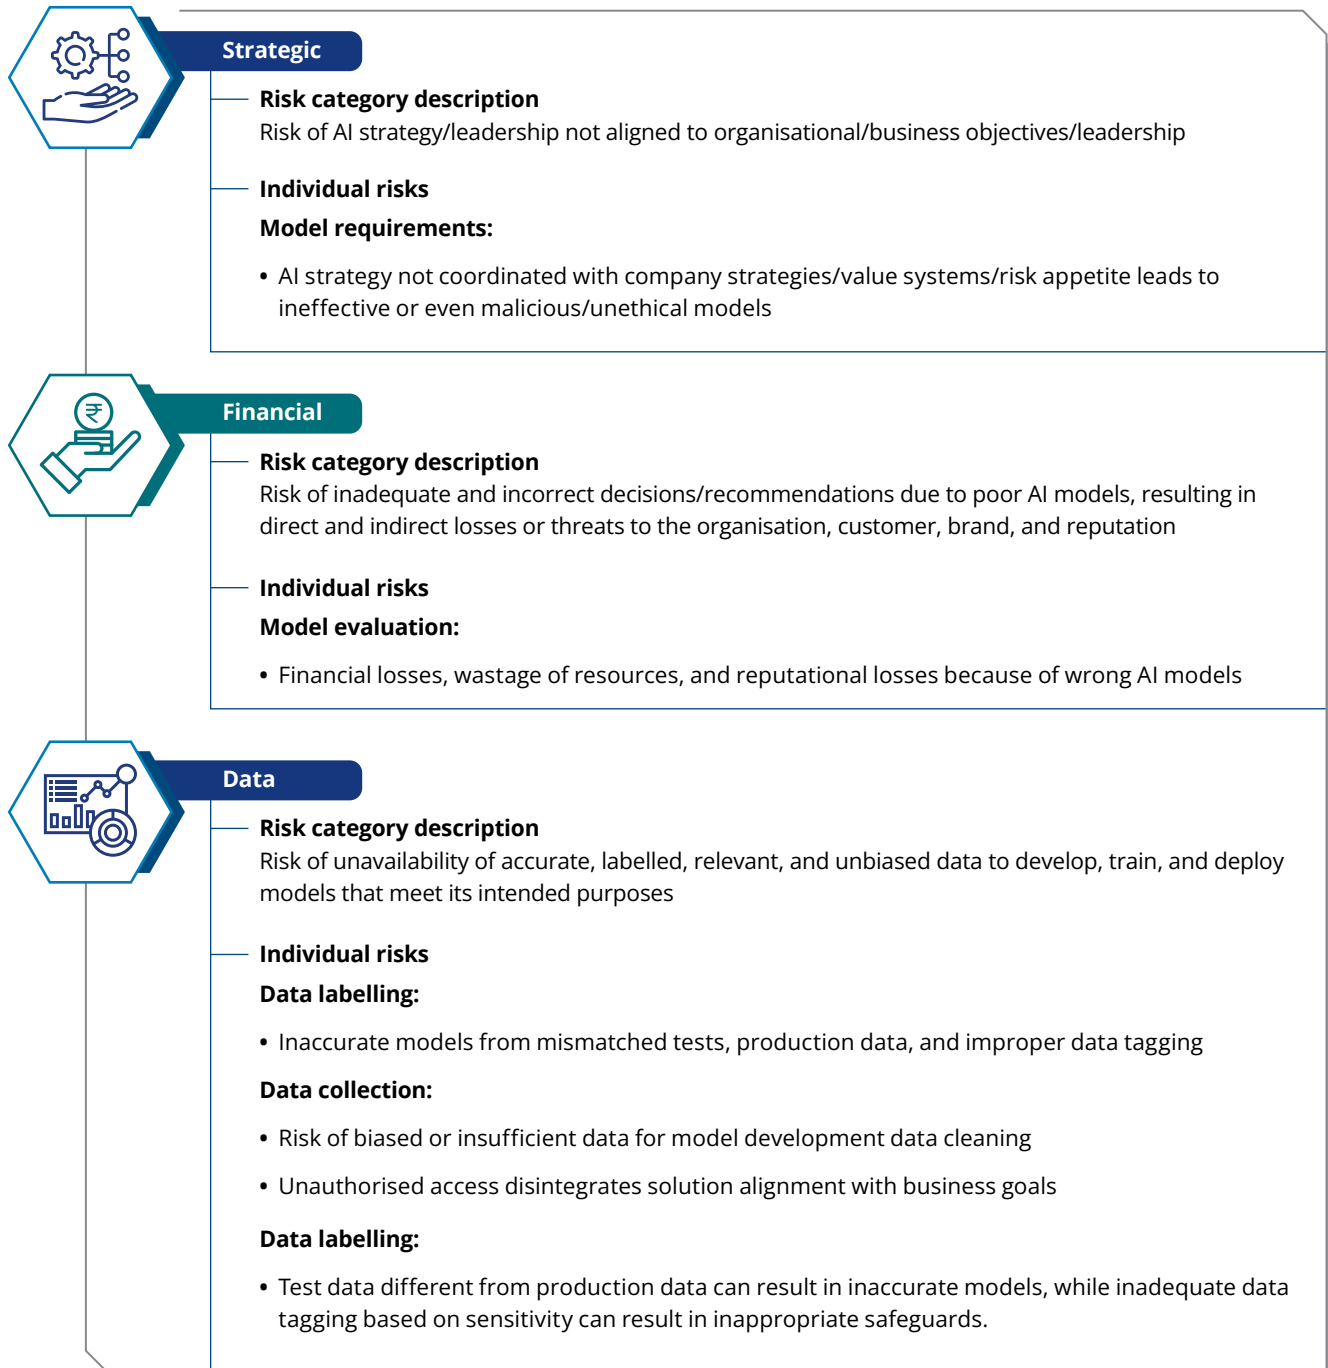 Strategic
Risk category description
Risk of AI strategy/leadership not aligned to organisational/business objectives/leadership
Individual risks
Model requirements:
• AI strategy not coordinated with company strategies/value systems/risk appetite leads to
ineffective or even malicious/unethical models
₹
Financial
Risk category description
Risk of inadequate and incorrect decisions/recommendations due to poor AI models, resulting in
direct and indirect losses or threats to the organisation, customer, brand, and reputation
Individual risks
Model evaluation:
• Financial losses, wastage of resources, and reputational losses because of wrong AI models
Data
Risk category description
Risk of unavailability of accurate, labelled, relevant, and unbiased data to develop, train, and deploy
models that meet its intended purposes
Individual risks
Data labelling:
• Inaccurate models from mismatched tests, production data, and improper data tagging
Data collection:
• Risk of biased or insufficient data for model development data cleaning
• Unauthorised access disintegrates solution alignment with business goals
Data labelling:
• Test data different from production data can result in inaccurate models, while inadequate data
tagging based on sensitivity can result in inappropriate safeguards.